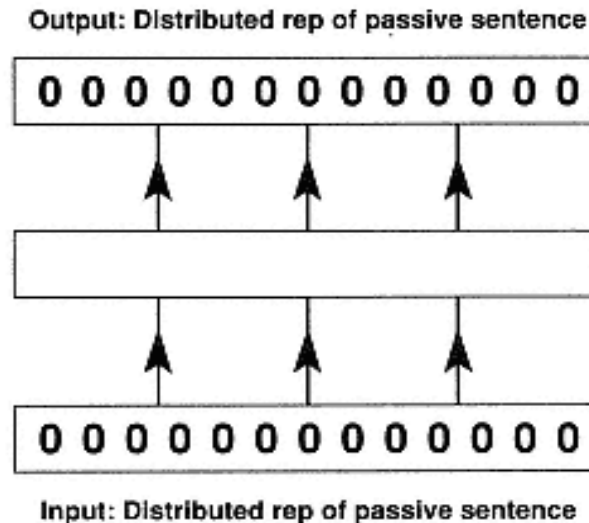 Output: Distributed rep of passive sentence
0 0 0 0 0 0 0 0 0 0 0 0 0
0 0 0 0 0 0 0 0 0 0 0 0 0
Input: Distributed rep of passive sentence